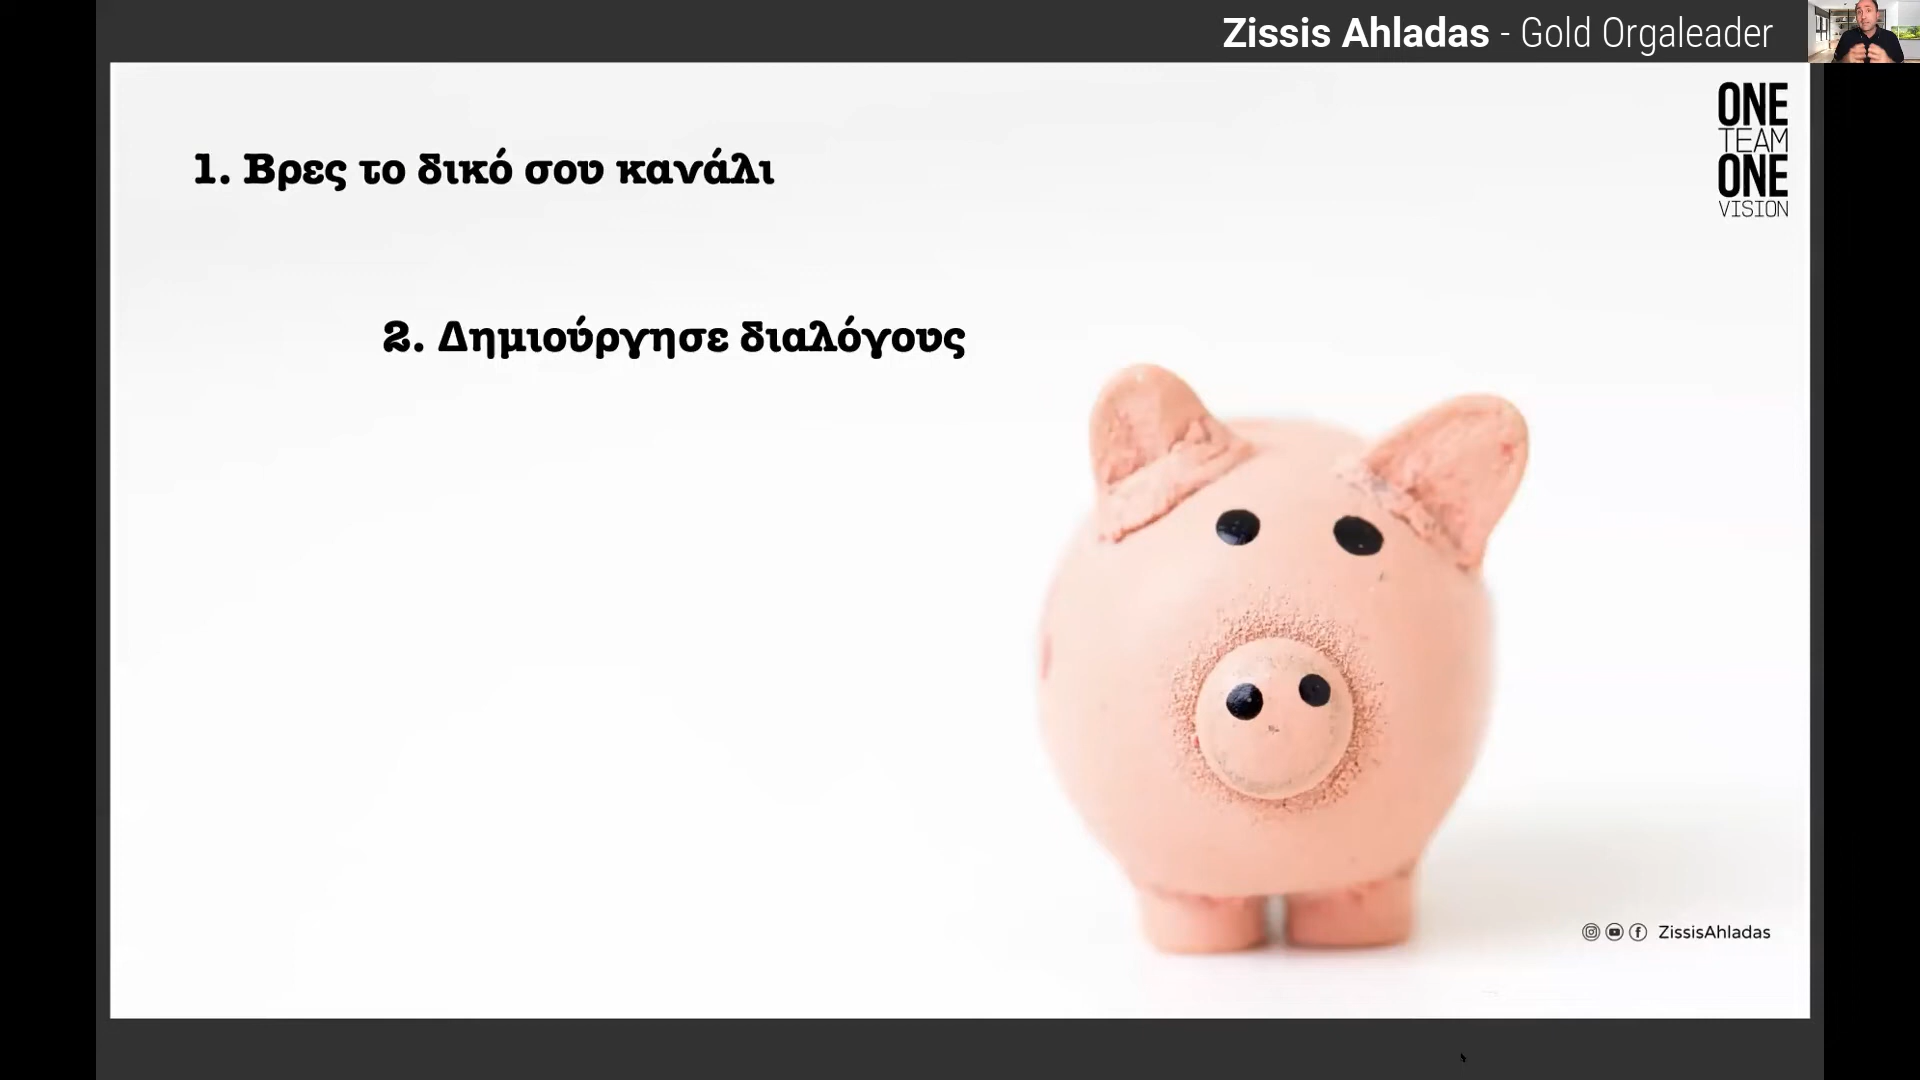 Zissis Ahladas - Gold Orgaleader
ONE
TEAM
ONE
VISION
1. Βρες το δικό σου κανάλι
2. Δημιούργησε διαλόγους
ZissisAhladas